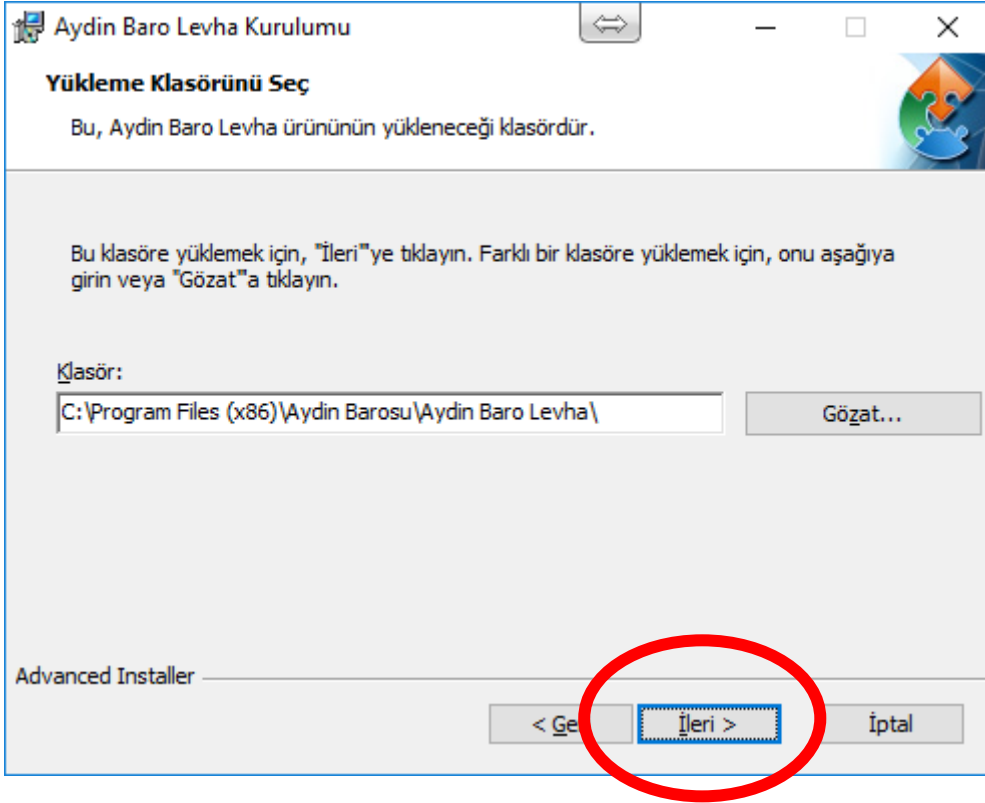 Aydin Baro Levha Kurulumu
Yükleme Klasörünü Seç
Bu, Aydin Baro Levha ürününün yükleneceği klasördür.
Bu klasöre yüklemek için, "İleri"'ye tıklayın. Farklı bir klasöre yüklemek için, onu aşağıya
girin veya "Gözat"'a tıklayın.
Klasör:
C:\Program Files (x86)\Aydin Barosu\Aydin Baro Levha\
Gözat...
Advanced Installer
< Ge
İleri >
İptal